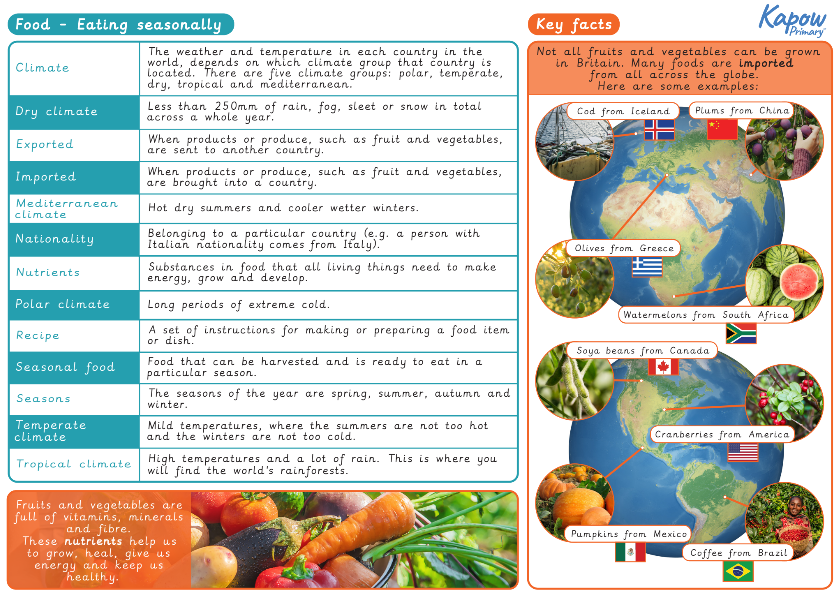 Food - Eating seasonally
Climate
The weather and temperature in each country in the
world, depends on which climate group that country is
located. There are five climate groups: polar, temperate,
dry, tropical and mediterranean.
Dry climate
Less than 250mm of rain, fog, sleet or snow in total
across a whole year.
Exported
When products or produce, such as fruit and vegetables,
are sent to another country.
Imported
When products or produce, such as fruit and vegetables,
are brought into a country.
Mediterranean
climate
Hot dry summers and cooler wetter winters.
Nationality
Belonging to a particular country (e.g. a person with
Italian nationality comes from Italy).
Nutrients
Substances in food that all living things need to make
energy, grow and develop.
Polar climate
Long periods of extreme cold.
Recipe
A set of instructions for making or preparing a food item
or dish.
Seasonal food
Food that can be harvested and is ready to eat in a
particular season.
Seasons
The seasons of the year are spring, summer, autumn and
winter.
Temperate
climate
Mild temperatures, where the summers are not too hot
and the winters are not too cold.
Tropical climate
High temperatures and a lot of rain. This is where you
will find the world's rainforests.
Fruits and vegetables are
full of vitamins, minerals
and fibre.
These nutrients help us
to grow, heal, give us
energy and keep us
healthy.
Key facts
Kapow
Primary™
Not all fruits and vegetables can be grown
in Britain. Many foods are imported
from all across the globe.
Here are some examples:
Cod from Iceland
Plums from China
Olives from Greece
Watermelons from South Africa
Soya beans from Canada
Cranberries from America
Pumpkins from Mexico
Coffee from Brazil